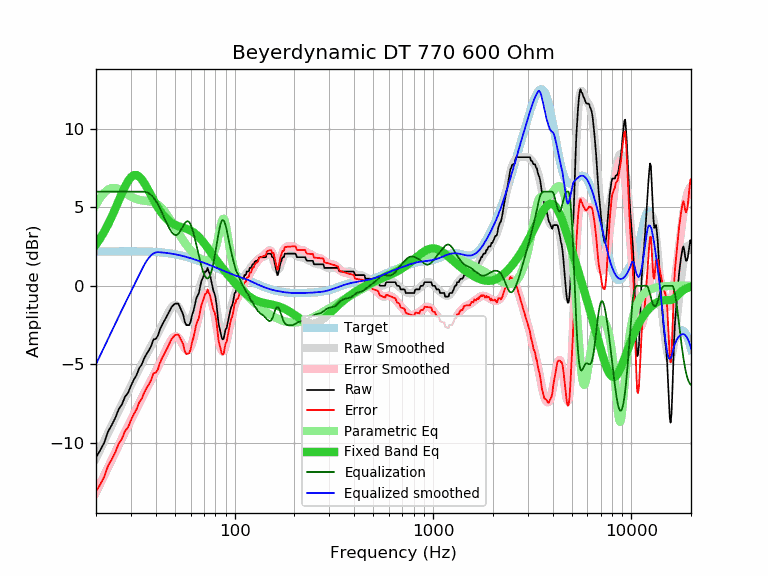 Beyerdynamic DT 770 600 Ohm
Amplitude (dBr)
10
5
0
−5
−10
Target
Raw Smoothed
Error Smoothed
Raw
Error
Parametric Eq
Fixed Band Eq
Equalization
Equalized smoothed
100 1000 10000
Frequency (Hz)